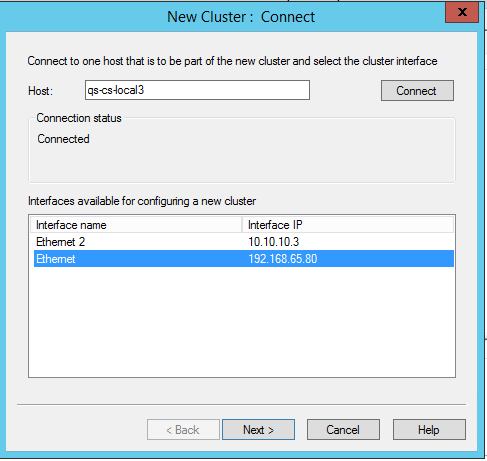 New Cluster : Connect
x
Connect to one host that is to be part of the new cluster and select the cluster interface
Host: qs-cs-local3 Connect
Connection status
Connected
Interfaces available for configuring a new cluster
Interface name Interface IP
Ethernet 2 10.10.10.3
Ethernet 192.168.65.80
< Back Next > Cancel Help